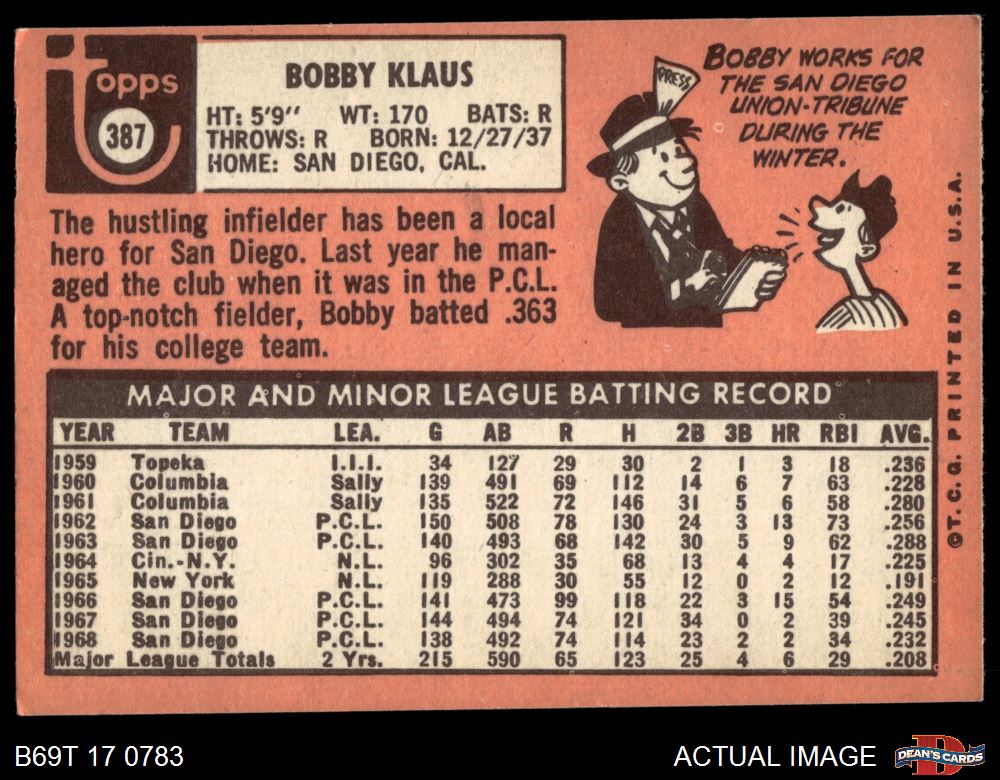 topps
387
BOBBY KLAUS
HT: 5'9" WT: 170 BATS: R
THROWS: R BORN: 12/27/37
HOME: SAN DIEGO, CAL.
PRESS
BOBBY WORKS FOR
THE SAN DIEGO
UNION-TRIBUNE
DURING THE
WINTER.
The hustling infielder has been a local
hero for San Diego. Last year he man-
aged the club when it was in the P.C.L.
A top-notch fielder, Bobby batted .363
for his college team.
©T.C.G. PRINTED IN U.S.A.
MAJOR AND MINOR LEAGUE BATTING RECORD
YEAR TEAM LEA. G AB R H 2B 3B HR RBI AVG.
1959 Topeka I.I.I. 34 127 29 30 2 1 3 18 .236
1960 Columbia Sally 139 491 69 112 14 6 7 63 .228
1961 Columbia Sally 135 522 72 146 31 5 6 58 .280
1962 San Diego P.C.L. 150 508 78 130 24 3 13 73 .256
1963 San Diego P.C.L. 140 493 68 142 30 5 9 62 .288
1964 Cin.-N.Y. N.L. 96 302 35 68 13 4 4 17 .225
1965 New York N.L. 119 288 30 55 12 0 2 12 .191
1966 San Diego P.C.L. 141 473 99 118 22 3 15 54 .249
1967 San Diego P.C.L. 144 494 74 121 34 0 2 39 .245
1968 San Diego P.C.L. 138 492 74 114 23 2 2 34 .232
Major League Totals 2 Yrs. 215 590 65 123 25 4 6 29 .208
B69T 17 0783
ACTUAL IMAGE
DEAN'S CARDS